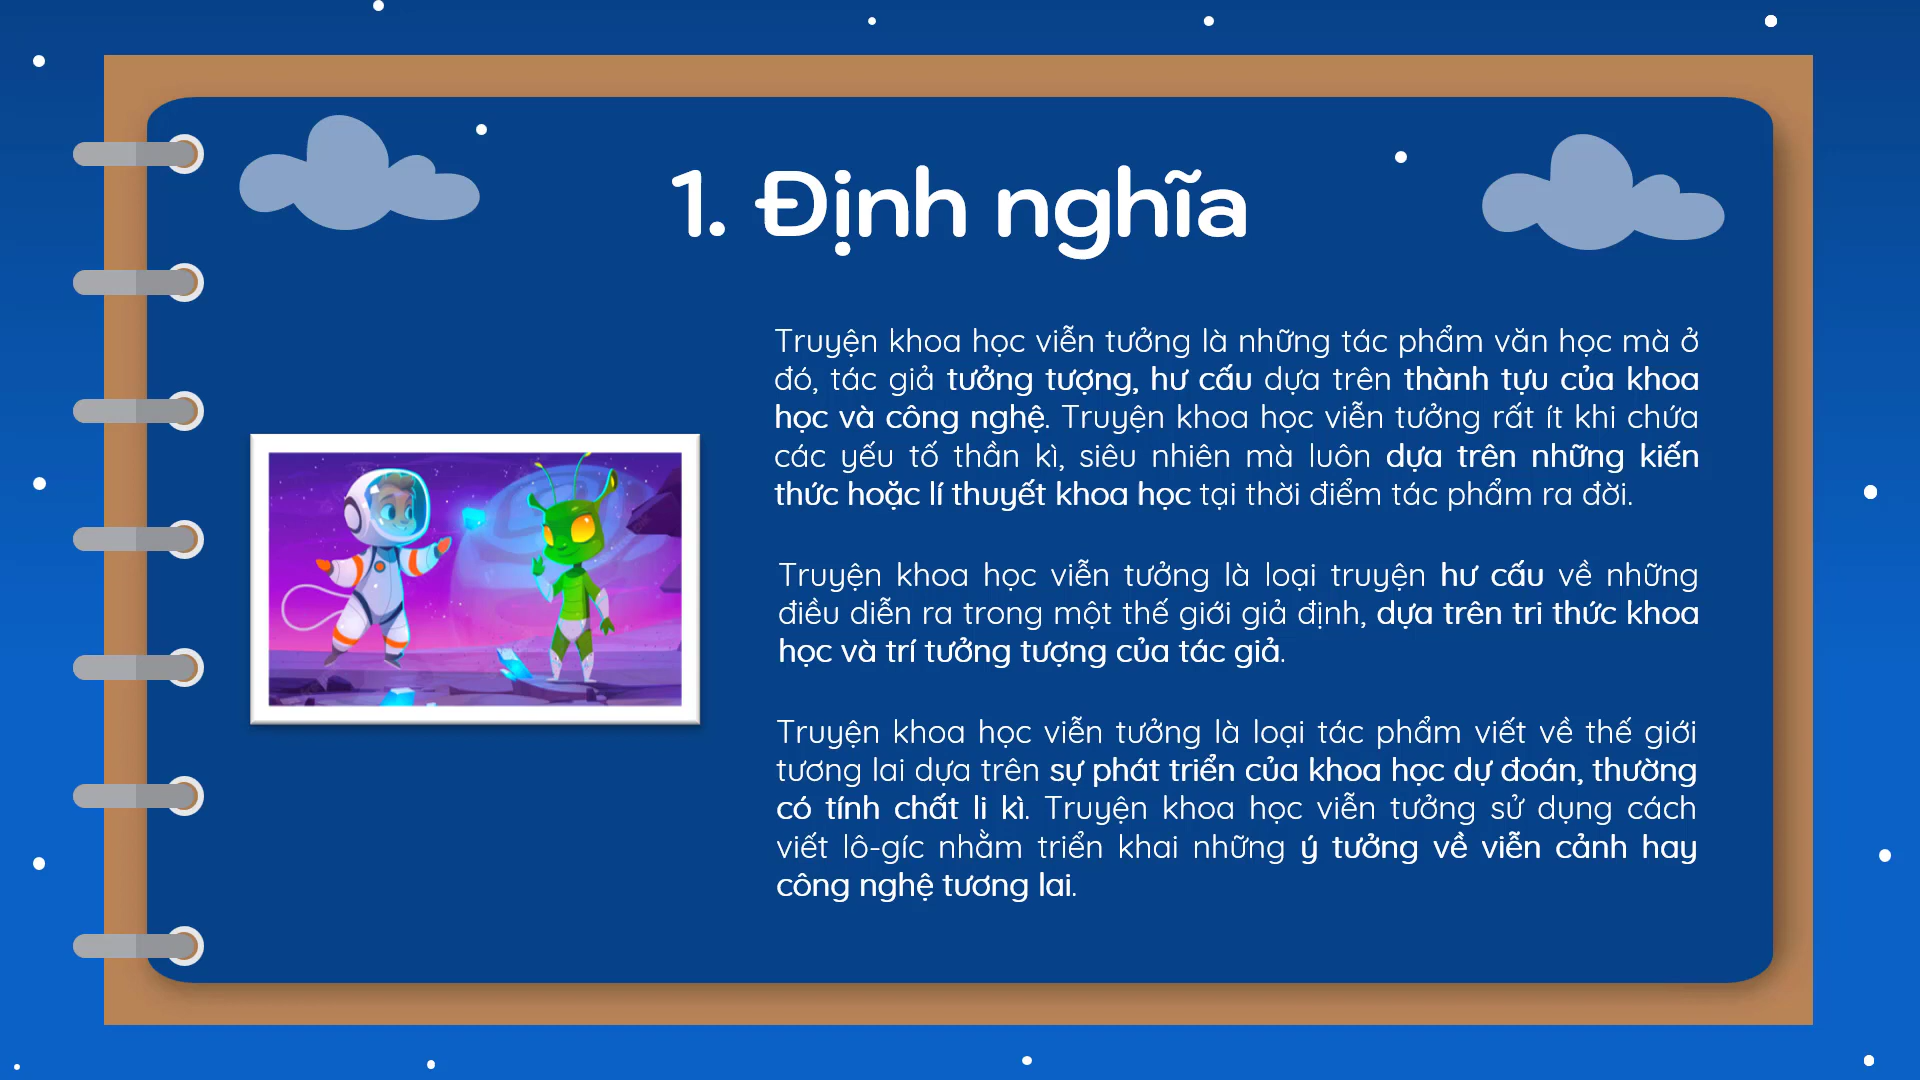 1. Định nghĩa
Truyện khoa học viễn tưởng là những tác phẩm văn học mà ở
đó, tác giả tưởng tượng, hư cấu dựa trên thành tựu của khoa
học và công nghệ. Truyện khoa học viễn tưởng rất ít khi chứa
các yếu tố thần kì, siêu nhiên mà luôn dựa trên những kiến
thức hoặc lí thuyết khoa học tại thời điểm tác phẩm ra đời.
Truyện khoa học viễn tưởng là loại truyện hư cấu về những
điều diễn ra trong một thế giới giả định, dựa trên tri thức khoa
học và trí tưởng tượng của tác giả.
Truyện khoa học viễn tưởng là loại tác phẩm viết về thế giới
tương lai dựa trên sự phát triển của khoa học dự đoán, thường
có tính chất li kì. Truyện khoa học viễn tưởng sử dụng cách
viết lô-gíc nhằm triển khai những ý tưởng về viễn cảnh hay
công nghệ tương lai.